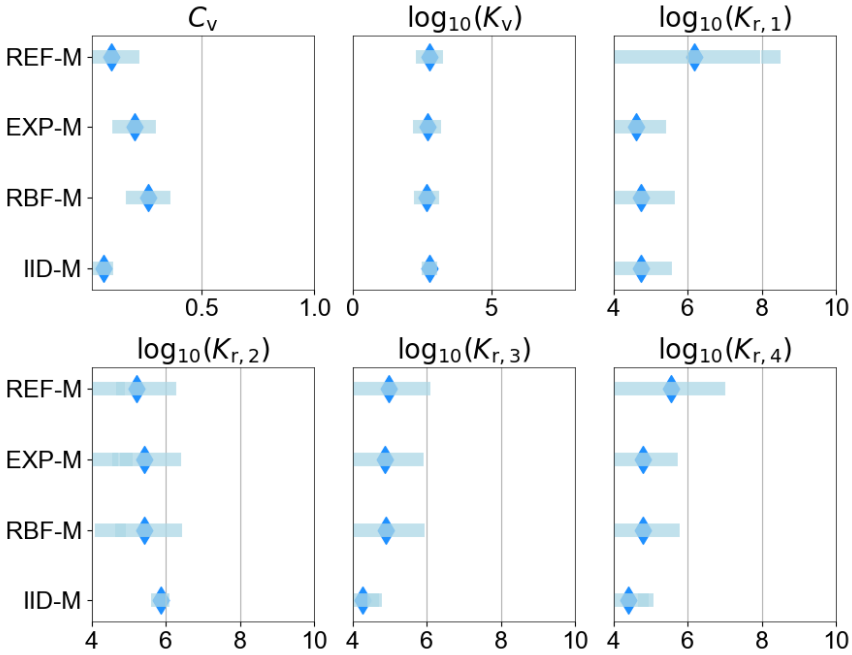 C_v log₁₀(K_v) log₁₀(K_r, 1)
REF-M
EXP-M
RBF-M
IID-M
0.5 1.0 0 5 4 6 8 10
log₁₀(K_r, 2) log₁₀(K_r, 3) log₁₀(K_r, 4)
REF-M
EXP-M
RBF-M
IID-M
4 6 8 10 4 6 8 10 4 6 8 10